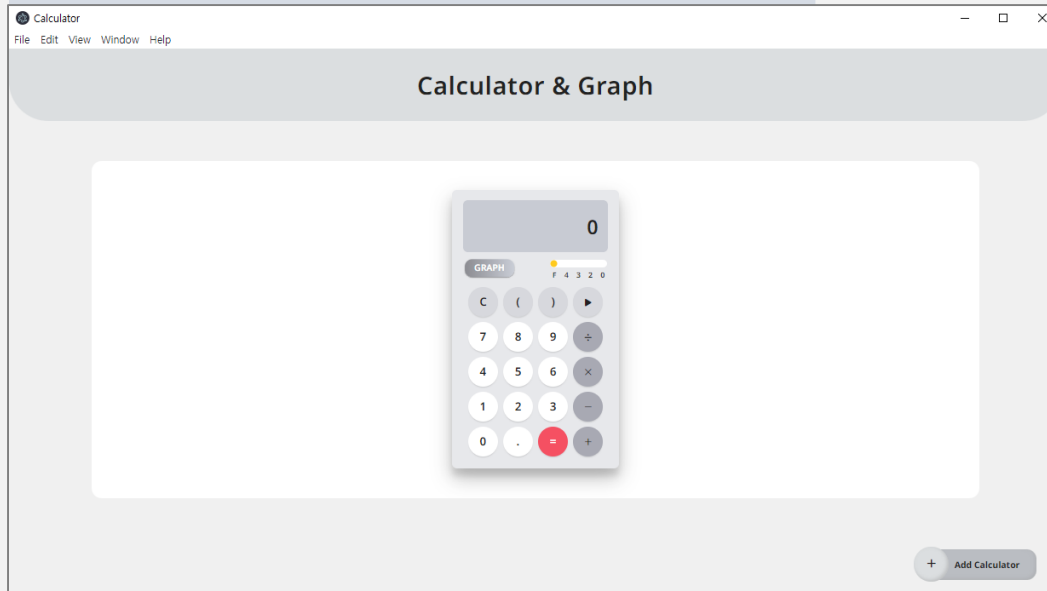 Calculator
File Edit View Window Help
Calculator & Graph
0
GRAPH
F 4 3 2 0
C ( )
7 8 9 ÷
4 5 6 ×
1 2 3 −
0 . = +
+ Add Calculator